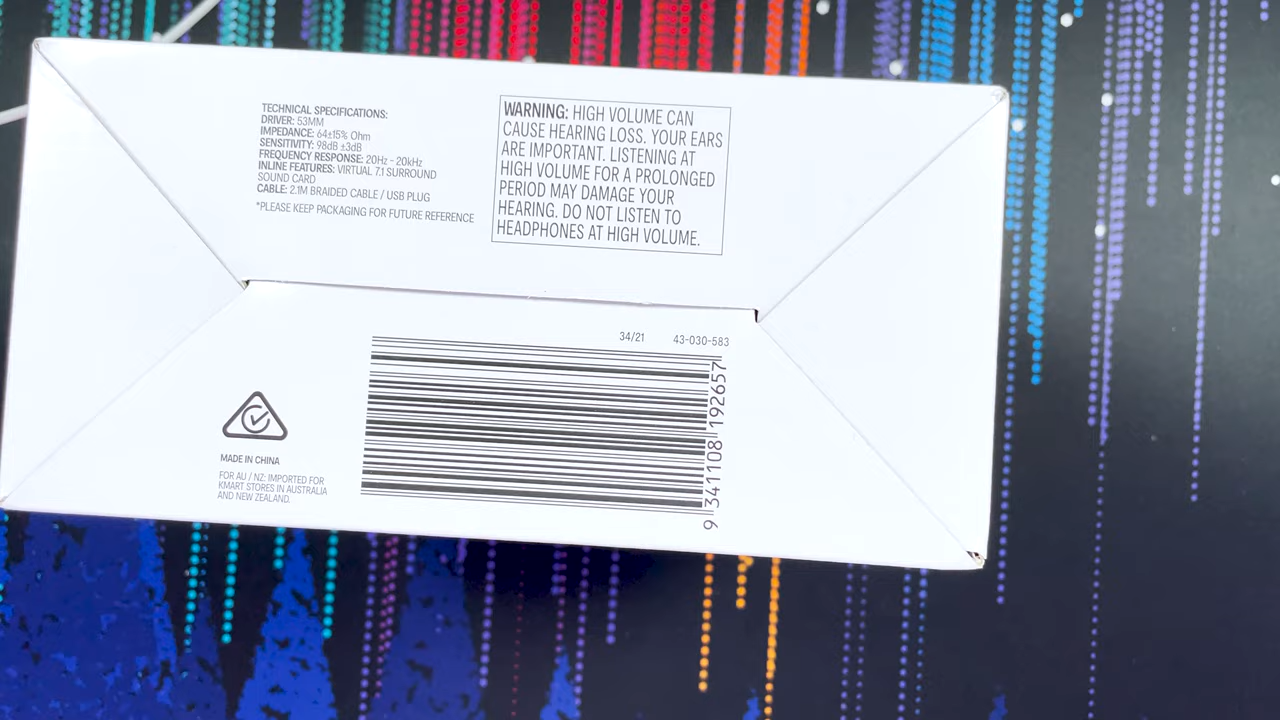 TECHNICAL SPECIFICATIONS:
DRIVER: 53MM
IMPEDANCE: 64±15% Ohm
SENSITIVITY: 98dB ±3dB
FREQUENCY RESPONSE: 20Hz - 20kHz
INLINE FEATURES: VIRTUAL 7.1 SURROUND
SOUND CARD
CABLE: 2.1M BRAIDED CABLE / USB PLUG
*PLEASE KEEP PACKAGING FOR FUTURE REFERENCE
WARNING: HIGH VOLUME CAN
CAUSE HEARING LOSS. YOUR EARS
ARE IMPORTANT. LISTENING AT
HIGH VOLUME FOR A PROLONGED
PERIOD MAY DAMAGE YOUR
HEARING. DO NOT LISTEN TO
HEADPHONES AT HIGH VOLUME.
34/21 43-030-583
9 341108 192657
MADE IN CHINA
FOR AU / NZ: IMPORTED FOR
KMART STORES IN AUSTRALIA
AND NEW ZEALAND.